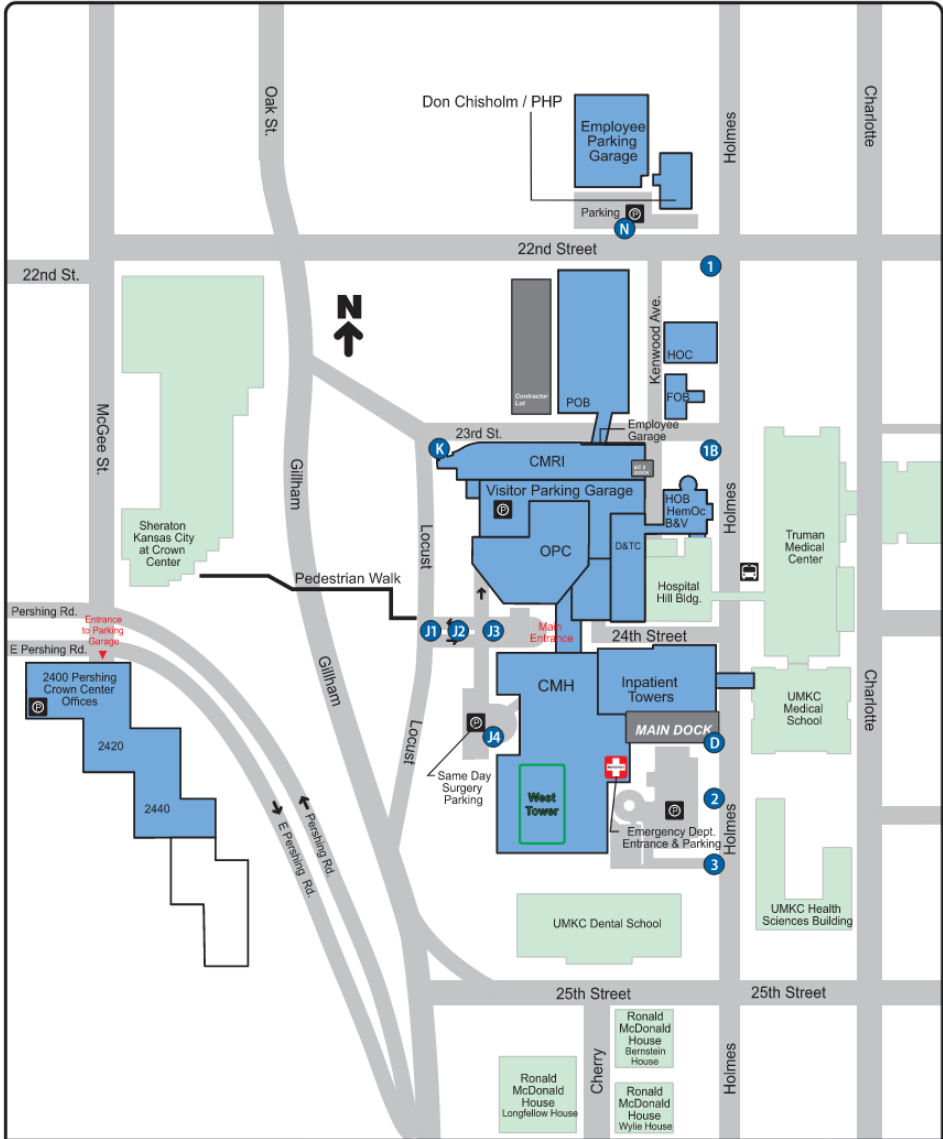 Oak St.
Don Chisholm / PHP
Employee
Parking
Garage
Holmes
Charlotte
Parking
P
N
22nd Street
22nd St.
1
N
Kenwood Ave.
HOC
FOB
Contractor
Lot
POB
McGee St.
23rd St.
Employee
Garage
K
CMRI
1B
Gillham
Visitor Parking Garage
P
HOB
HemOc
B&V
Holmes
Sheraton
Kansas City
at Crown
Center
Locust
OPC
D&TC
Truman
Medical
Center
Pedestrian Walk
Hospital
Hill Bldg.
Pershing Rd.
Entrance
to Parking
Garage
E Pershing Rd.
J1
J2
J3
Main
Entrance
24th Street
2400 Pershing
Crown Center
Offices
P
2420
2440
Gillham
Locust
CMH
Inpatient
Towers
UMKC
Medical
School
Charlotte
MAIN DOCK
D
P
J4
Same Day
Surgery
Parking
West
Tower
2
P
Holmes
Emergency Dept.
Entrance & Parking
3
Pershing Rd.
E Pershing Rd.
UMKC Dental School
UMKC Health
Sciences Building
25th Street
25th Street
Ronald
McDonald
House
Bernstein
House
Cherry
Holmes
Ronald
McDonald
House
Longfellow House
Ronald
McDonald
House
Wylie House